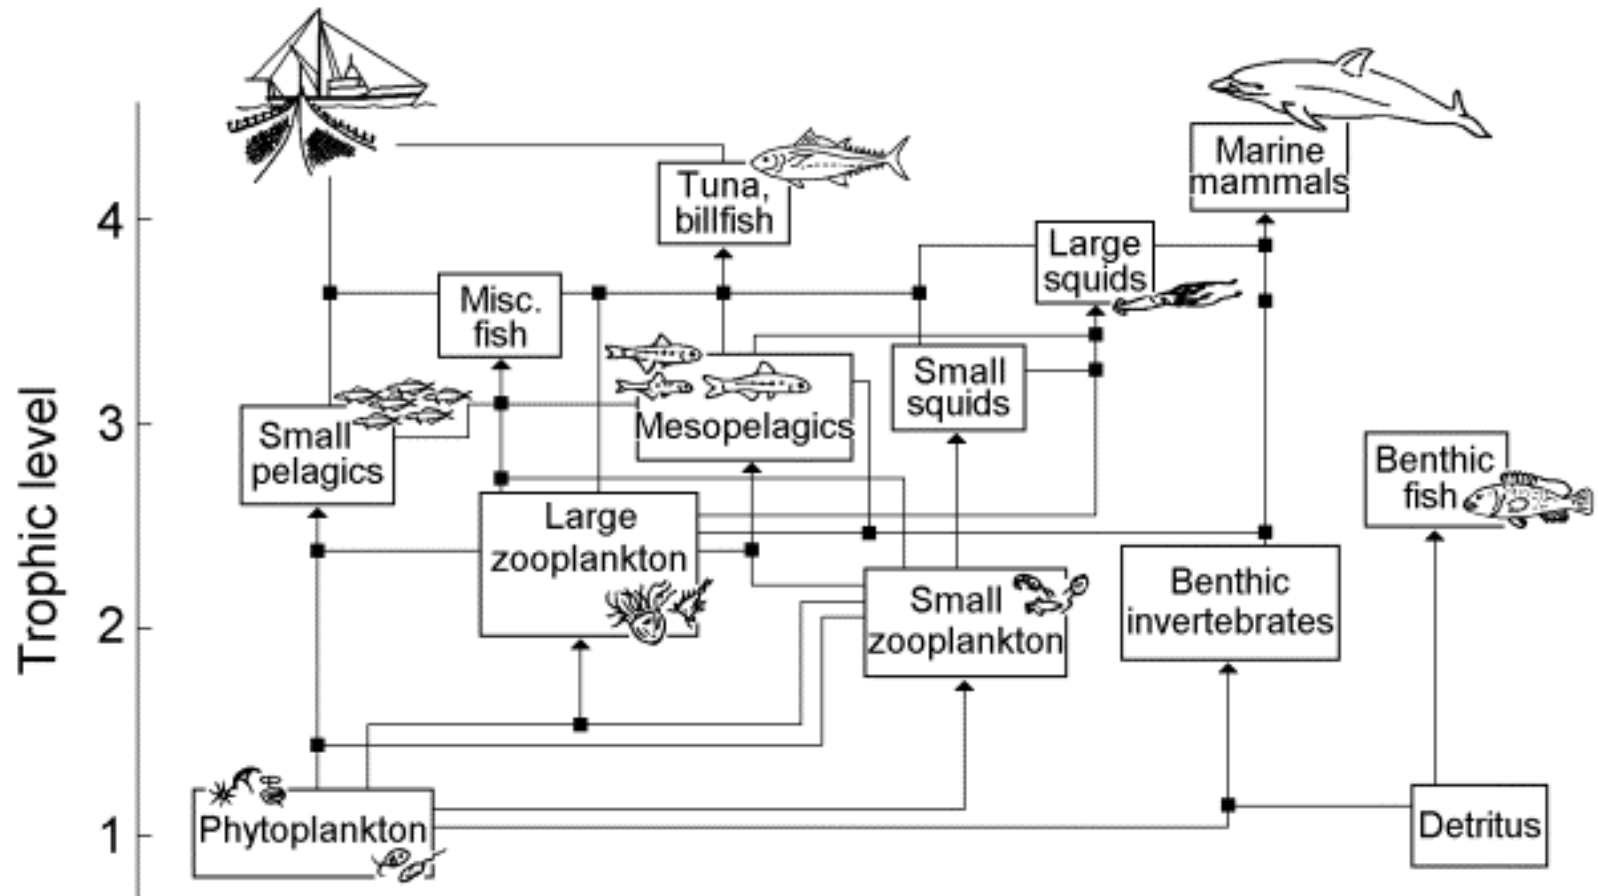 Trophic level
4
3
2
1
Tuna,
billfish
Marine
mammals
Large
squids
Misc.
fish
Small
squids
Mesopelagics
Small
pelagics
Benthic
fish
Large
zooplankton
Small
zooplankton
Benthic
invertebrates
Phytoplankton
Detritus